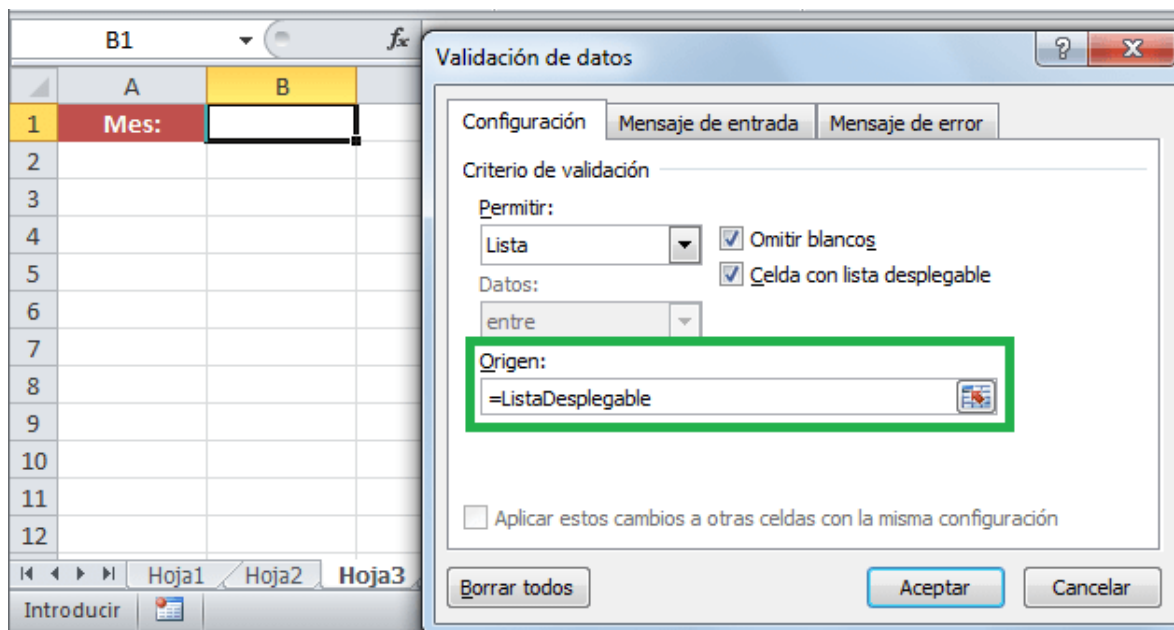 B1 fx
Validación de datos
A B
1 Mes:
2
3
4
5
6
7
8
9
10
11
12
Configuración Mensaje de entrada Mensaje de error
Criterio de validación
Permitir:
Lista
Omitir blancos
Celda con lista desplegable
Datos:
entre
Origen:
=ListaDesplegable
Aplicar estos cambios a otras celdas con la misma configuración
Borrar todos Aceptar Cancelar
Hoja1 Hoja2 Hoja3
Introducir